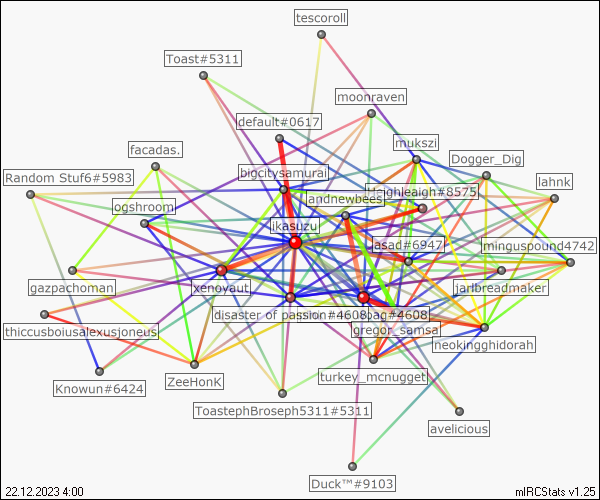 tescoroll
Toast#5311
moonraven
default#0617
mukszi
facadas.
Dogger_Dig
bigcitysamurai
Random Stuf6#5983
lahnk
ighleaigh#8575
andnewbees
ogshroom
ikasuzu
asad#6947
minguspound4742
xenovaut
gazpachoman
jarlbreadmaker
disaster of passion#4608
bag#4608
thiccusboiusalexusjoneus
gregor_samsa
neokingghidorah
turkey_mcnugget
Knowun#6424
ZeeHonK
ToastephBroseph5311#5311
avelicious
Duck™#9103
22.12.2023 4:00
mIRCStats v1.25